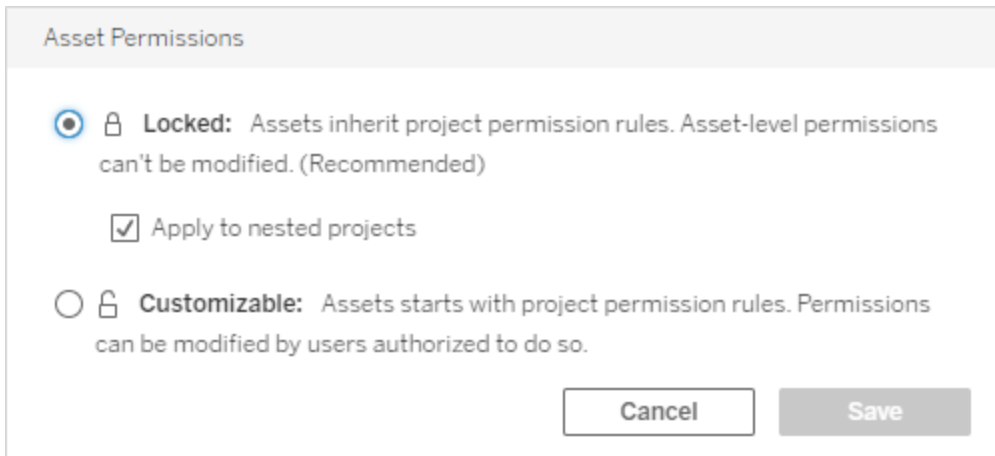 Asset Permissions
Locked: Assets inherit project permission rules. Asset-level permissions
can't be modified. (Recommended)
Apply to nested projects
Customizable: Assets starts with project permission rules. Permissions
can be modified by users authorized to do so.
Cancel Save